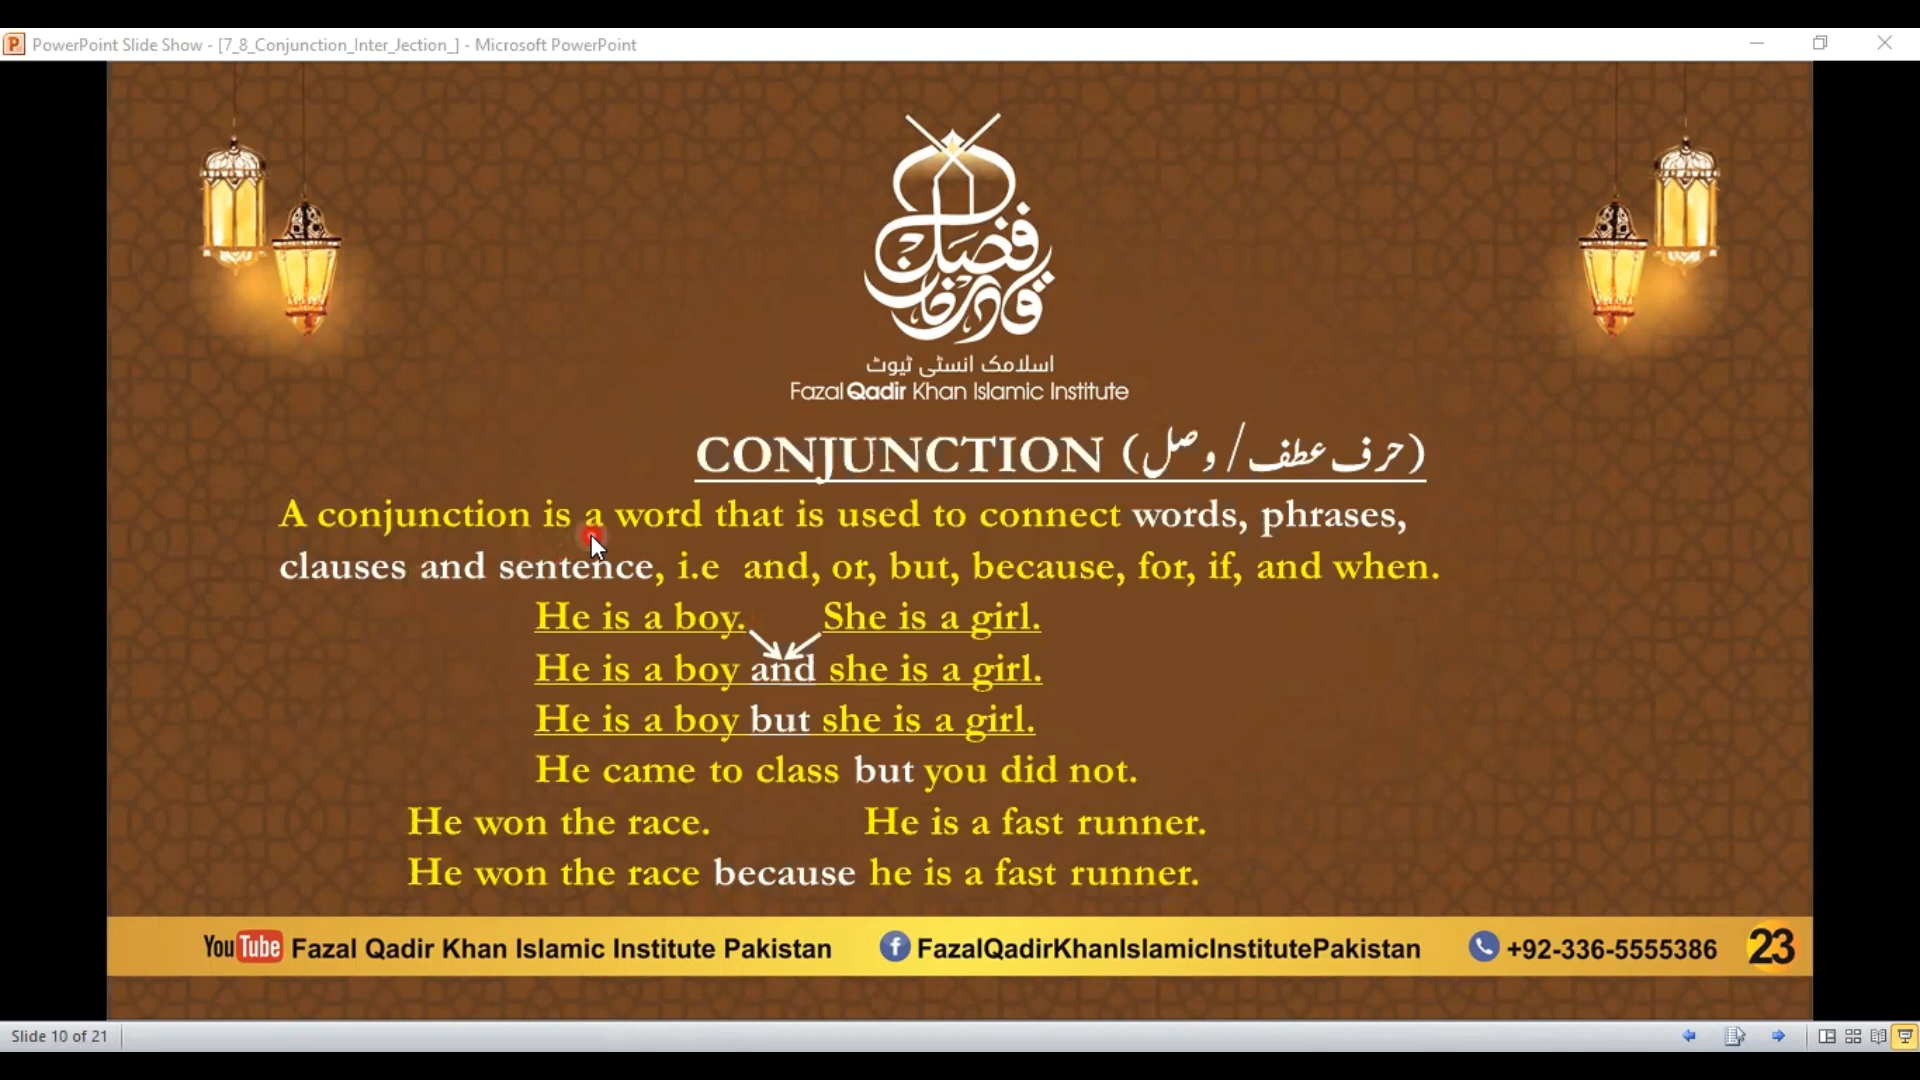 PowerPoint Slide Show - [7_8_Conjunction_Inter_Jection_] - Microsoft PowerPoint
فضل
قادر خان
اسلامک انسٹی ٹیوٹ
Fazal Qadir Khan Islamic Institute
CONJUNCTION (حرف عطف/ وصل)
A conjunction is a word that is used to connect words, phrases,
clauses and sentence, i.e and, or, but, because, for, if, and when.
He is a boy. She is a girl.
He is a boy and she is a girl.
He is a boy but she is a girl.
He came to class but you did not.
He won the race. He is a fast runner.
He won the race because he is a fast runner.
YouTube Fazal Qadir Khan Islamic Institute Pakistan f FazalQadirKhanIslamicInstitutePakistan +92-336-5555386 23
Slide 10 of 21